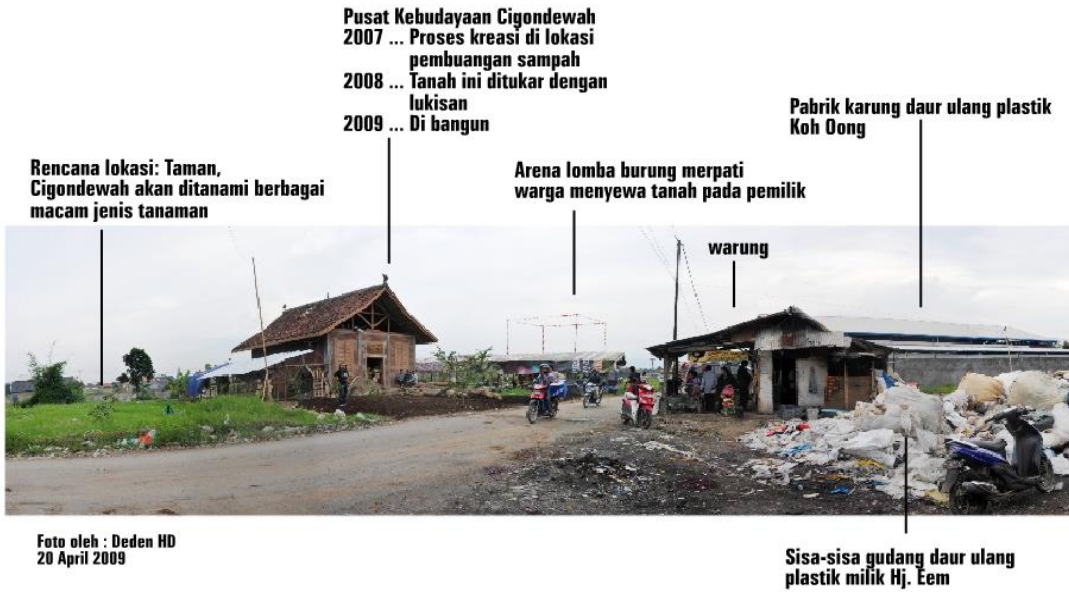 Pusat Kebudayaan Cigondewah
2007 ... Proses kreasi di lokasi
pembuangan sampah
2008 ... Tanah ini ditukar dengan
lukisan
2009 ... Di bangun
Pabrik karung daur ulang plastik
Koh Oong
Rencana lokasi: Taman,
Cigondewah akan ditanami berbagai
macam jenis tanaman
Arena lomba burung merpati
warga menyewa tanah pada pemilik
warung
Foto oleh : Deden HD
20 April 2009
Sisa-sisa gudang daur ulang
plastik milik Hj. Eem